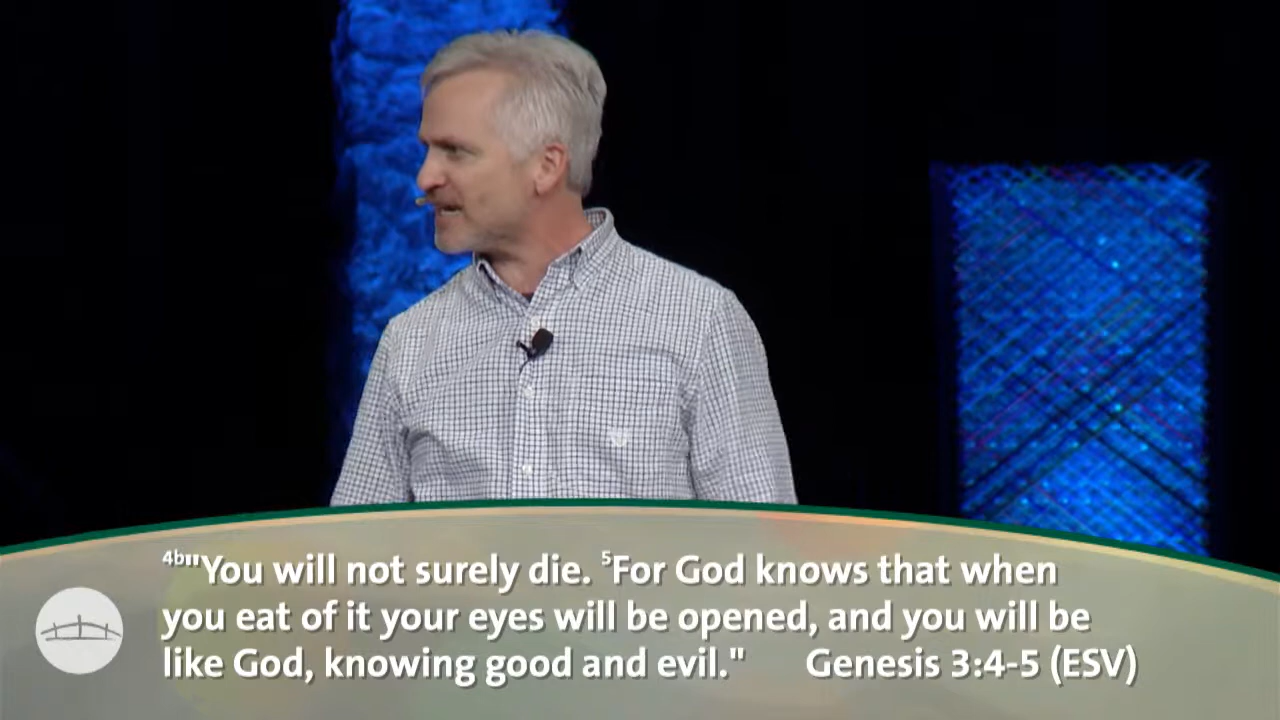 4b"You will not surely die. 5For God knows that when
you eat of it your eyes will be opened, and you will be
like God, knowing good and evil." Genesis 3:4-5 (ESV)